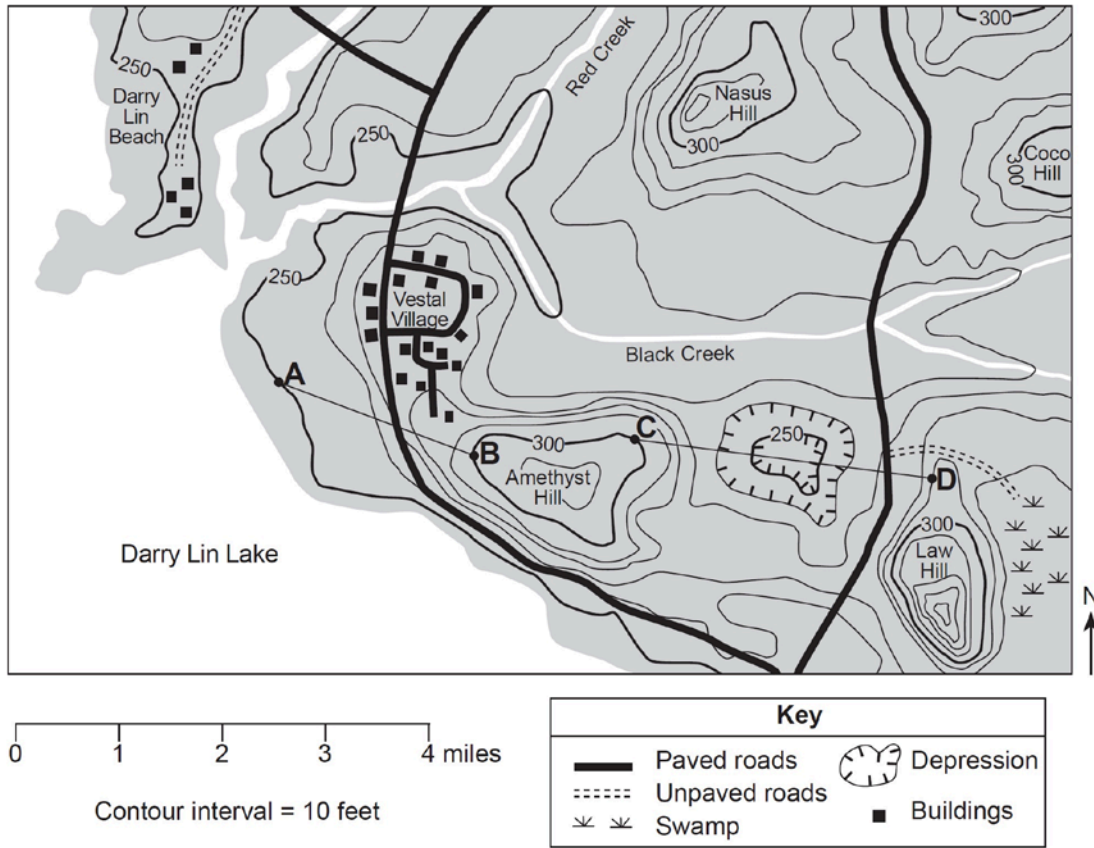 300
250
Darry
Lin
Beach
Red Creek
Nasus
Hill
300
250
Coco
Hill
300
250
Vestal
Village
Black Creek
A
B
C
D
300
250
Amethyst
Hill
300
Law
Hill
Darry Lin Lake
N
0 1 2 3 4 miles
Contour interval = 10 feet
Key
Paved roads
Unpaved roads
Swamp
Depression
Buildings